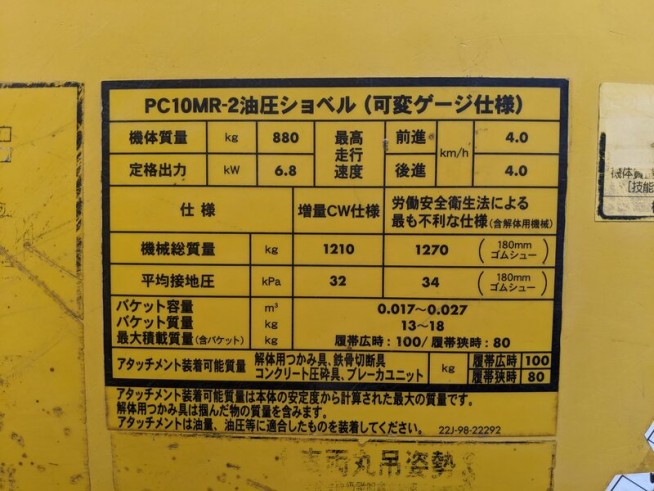 PC10MR-2油圧ショベル(可変ゲージ仕様)
機体質量 kg 880 最高走行速度 前進 km/h 4.0
定格出力 kW 6.8 後進 4.0
仕様 増量CW仕様 労働安全衛生法による
最も不利な仕様(含解体用機械)
機械総質量 kg 1210 1270 (180mmゴムシュー)
平均接地圧 kPa 32 34 (180mmゴムシュー)
バケット容量 m³ 0.017~0.027
バケット質量 kg 13~18
最大積載質量(含バケット) kg 履帯広時:100/履帯狭時:80
アタッチメント装着可能質量 解体用つかみ具、鉄骨切断具 kg 履帯広時 100
コンクリート圧砕具、ブレーカユニット 履帯狭時 80
アタッチメント装着可能質量は本体の安定度から計算された最大の質量です。
解体用つかみ具は掴んだ物の質量を含みます。
アタッチメントは油量、油圧等に適合したものを装着してください。 22J-98-22292
車両丸吊姿勢
機体質
[技能